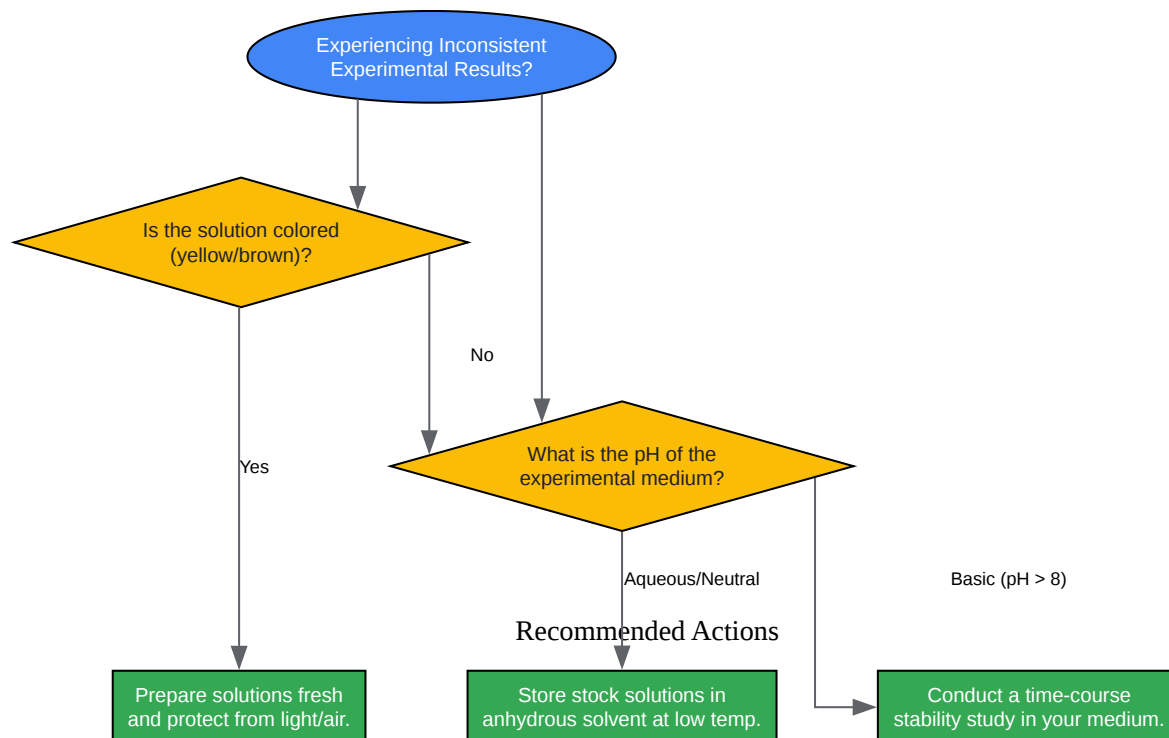 Experiencing Inconsistent
Experimental Results?
Is the solution colored
(yellow/brown)?
No
What is the pH of the
experimental medium?
Yes
Aqueous/Neutral
Basic (pH > 8)
Recommended Actions
Prepare solutions fresh
and protect from light/air.
Store stock solutions in
anhydrous solvent at low temp.
Conduct a time-course
stability study in your medium.